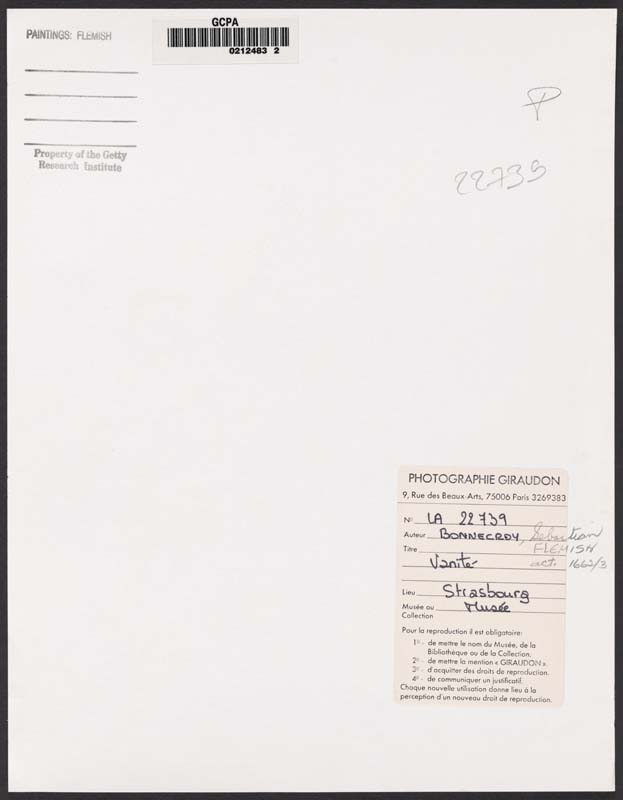 PAINTINGS: FLEMISH
GCPA
0212483 2
Property of the Getty
Research Institute
P
22739
PHOTOGRAPHIE GIRAUDON
9, Rue des Beaux-Arts, 75006 Paris 3269383
N° LA 22739
Auteur BONNECROY, Sebastian
Titre FLEMISH
Vanité act. 1662/3
Lieu Strasbourg
Musée ou Musée
Collection
Pour la reproduction il est obligatoire:
1° - de mettre le nom du Musée, de la
Bibliothèque ou de la Collection.
2° - de mettre la mention « GIRAUDON ».
3° - d'acquitter des droits de reproduction.
4° - de communiquer un justificatif.
Chaque nouvelle utilisation donne lieu à la
perception d'un nouveau droit de reproduction.